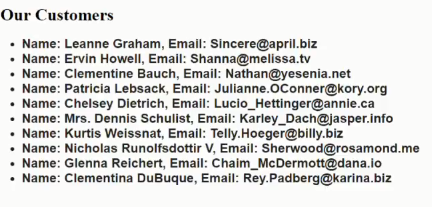 Our Customers
Name: Leanne Graham, Email: Sincere@april.biz
Name: Ervin Howell, Email: Shanna@melissa.tv
Name: Clementine Bauch, Email: Nathan@yesenia.net
Name: Patricia Lebsack, Email: Julianne.OConner@kory.org
Name: Chelsey Dietrich, Email: Lucio_Hettinger@annie.ca
Name: Mrs. Dennis Schulist, Email: Karley_Dach@jasper.info
Name: Kurtis Weissnat, Email: Telly.Hoeger@billy.biz
Name: Nicholas Runolfsdottir V, Email: Sherwood@rosamond.me
Name: Glenna Reichert, Email: Chaim_McDermott@dana.io
Name: Clementina DuBuque, Email: Rey.Padberg@karina.biz